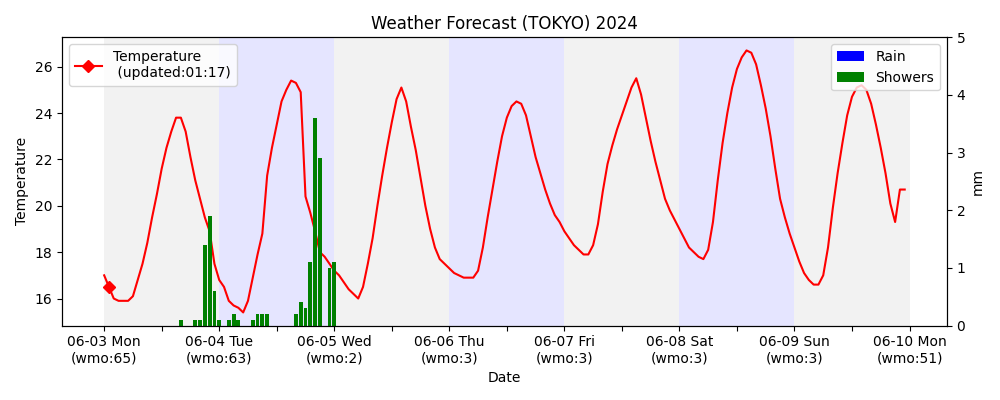 Weather Forecast (TOKYO) 2024
Temperature
(updated:01:17)
Rain
Showers
Temperature
26
24
22
20
18
16
5
4
3
2
1
0
mm
06-03 Mon
(wmo:65)
06-04 Tue
(wmo:63)
06-05 Wed
(wmo:2)
06-06 Thu
(wmo:3)
06-07 Fri
(wmo:3)
06-08 Sat
(wmo:3)
06-09 Sun
(wmo:3)
06-10 Mon
(wmo:51)
Date